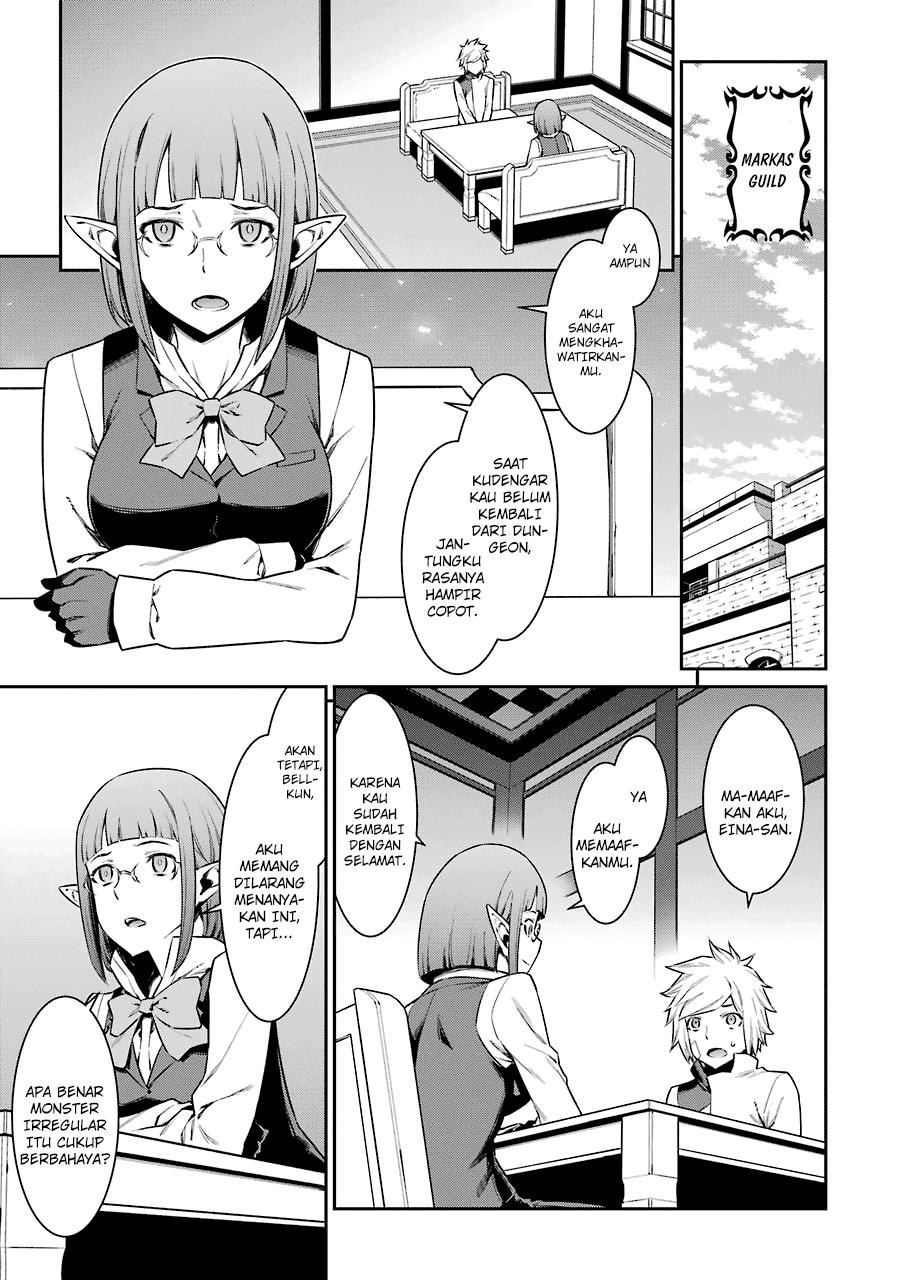 MARKAS
GUILD
YA
AMPUN
AKU
SANGAT
MENGKHA-
WATIRKAN-
MU.
SAAT
KUDENGAR
KAU BELUM
KEMBALI
DARI DUN-
GEON,
JAN-
TUNGKU
RASANYA
HAMPIR
COPOT.
MA-MAAF-
KAN AKU,
EINA-SAN.
YA
AKU
MEMAAF-
KANMU.
KARENA
KAU
SUDAH
KEMBALI
DENGAN
SELAMAT.
AKAN
TETAPI,
BELL-
KUN,
AKU
MEMANG
DILARANG
MENANYA-
KAN INI,
TAPI...
APA BENAR
MONSTER
IRREGULAR
ITU CUKUP
BERBAHAYA?